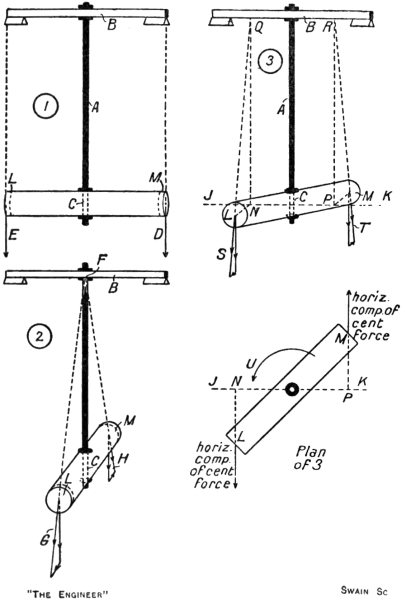 B
1
A
L
M
C
E
D
Q
R
B
3
A
J
L
N
C
P
M
K
S
T
F
B
2
M
L
C
H
G
horiz.
comp. of
cent
force
M
U
J
N
K
P
L
horiz.
comp.
of cent
force
Plan
of 3
"THE ENGINEER"
SWAIN SC